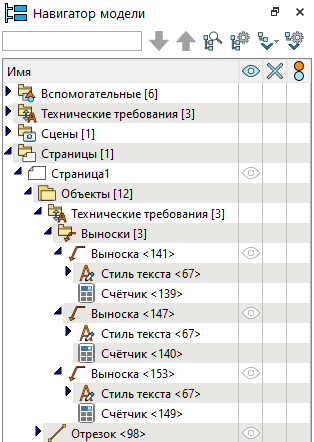 Навигатор модели
Имя
Вспомогательные [6]
Технические требования [3]
Сцены [1]
Страницы [1]
Страница1
Объекты [12]
Технические требования [3]
Выноски [3]
Выноска <141>
Стиль текста <67>
Счётчик <139>
Выноска <147>
Стиль текста <67>
Счётчик <140>
Выноска <153>
Стиль текста <67>
Счётчик <149>
Отрезок <98>